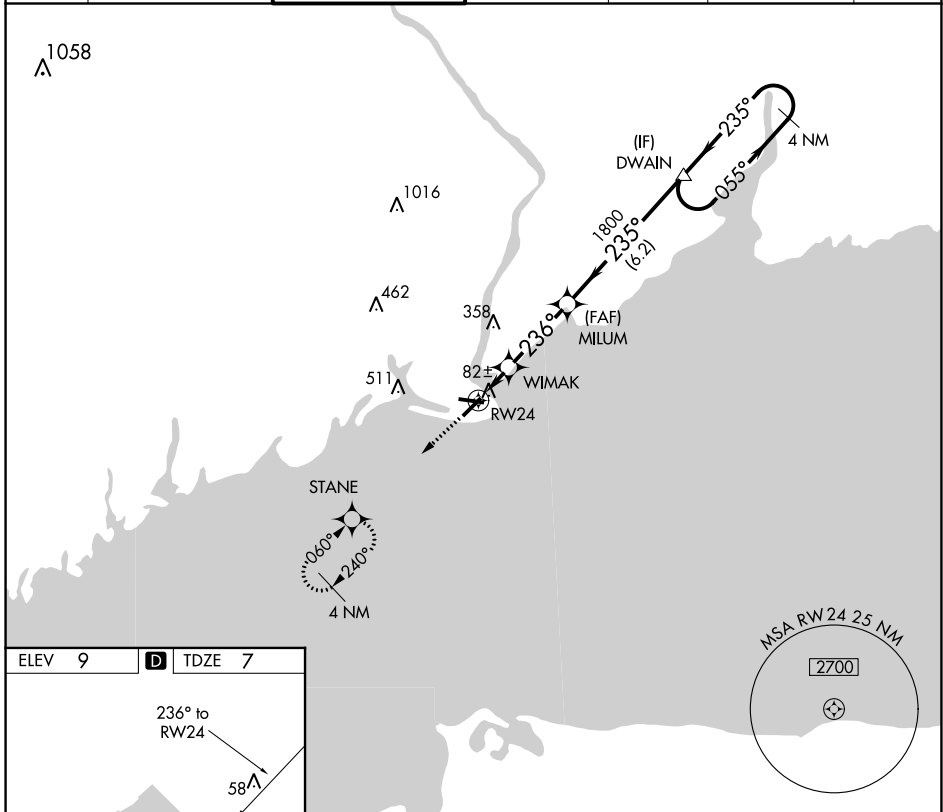 1058
1016
462
358
511
82±
235°
4 NM
(IF)
DWAIN
055°
1800
235°
(6.2)
(FAF)
MILUM
236°
WIMAK
RW24
STANE
060°
240°
4 NM
MSA RW24 25 NM
2700
ELEV 9 D TDZE 7
236° to
RW24
58